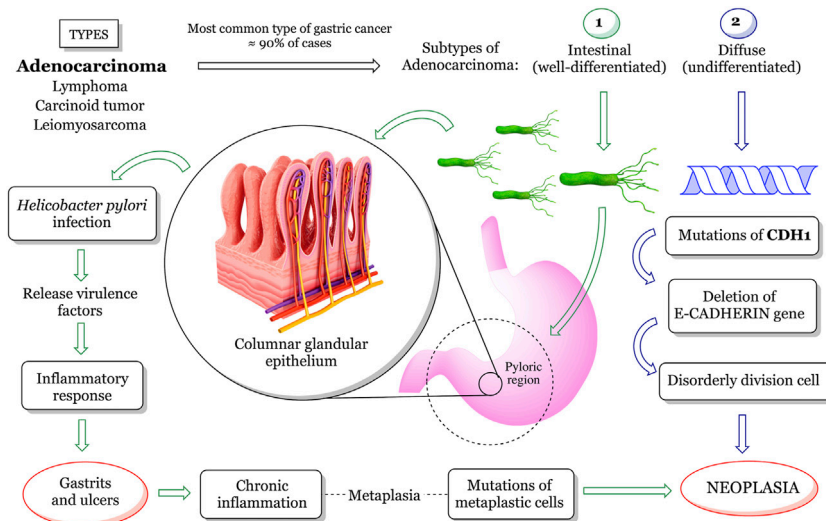 TYPES
Adenocarcinoma
Lymphoma
Carcinoid tumor
Leiomyosarcoma
Most common type of gastric cancer
≈ 90% of cases
Subtypes of
Adenocarcinoma:
1
Intestinal
(well-differentiated)
2
Diffuse
(undifferentiated)
Helicobacter pylori
infection
Release virulence
factors
Inflammatory
response
Gastrits
and ulcers
Columnar glandular
epithelium
Pyloric
region
Mutations of CDH1
Deletion of
E-CADHERIN gene
Disorderly division cell
Chronic
inflammation
Metaplasia
Mutations of
metaplastic cells
NEOPLASIA